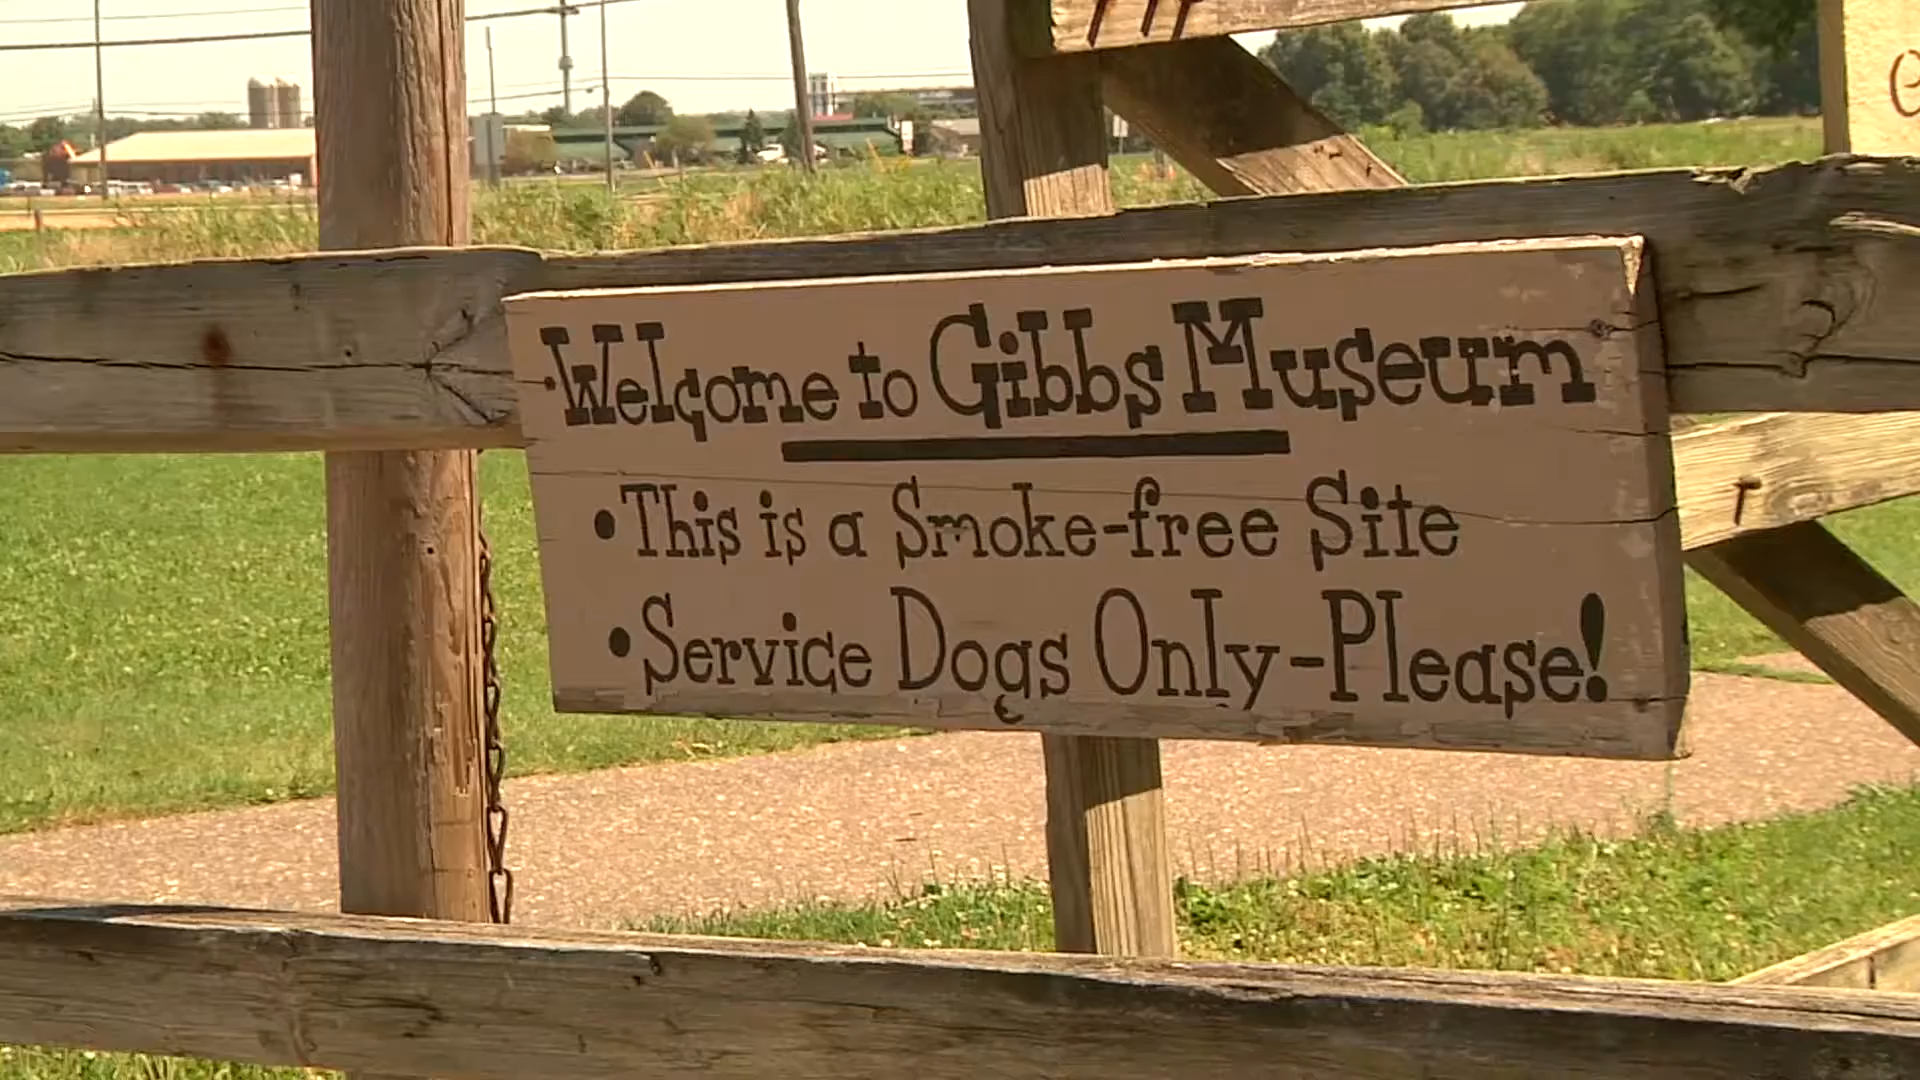 Welcome to Gibbs Museum
•This is a Smoke-free Site
•Service Dogs Only-Please!